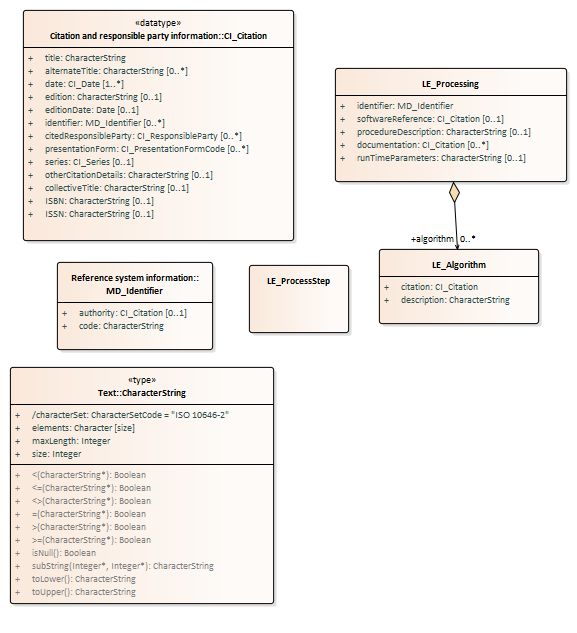 «datatype»
Citation and responsible party information::CI_Citation
+ title: CharacterString
+ alternateTitle: CharacterString [0..*]
+ date: CI_Date [1..*]
+ edition: CharacterString [0..1]
+ editionDate: Date [0..1]
+ identifier: MD_Identifier [0..*]
+ citedResponsibleParty: CI_ResponsibleParty [0..*]
+ presentationForm: CI_PresentationFormCode [0..*]
+ series: CI_Series [0..1]
+ otherCitationDetails: CharacterString [0..1]
+ collectiveTitle: CharacterString [0..1]
+ ISBN: CharacterString [0..1]
+ ISSN: CharacterString [0..1]
LE_Processing
+ identifier: MD_Identifier
+ softwareReference: CI_Citation [0..1]
+ procedureDescription: CharacterString [0..1]
+ documentation: CI_Citation [0..*]
+ runTimeParameters: CharacterString [0..1]
+algorithm 0..*
LE_Algorithm
+ citation: CI_Citation
+ description: CharacterString
Reference system information::
MD_Identifier
+ authority: CI_Citation [0..1]
+ code: CharacterString
LE_ProcessStep
«type»
Text::CharacterString
+ /characterSet: CharacterSetCode = "ISO 10646-2"
+ elements: Character [size]
+ maxLength: Integer
+ size: Integer
+ <(CharacterString*): Boolean
+ <=(CharacterString*): Boolean
+ <>(CharacterString*): Boolean
+ =(CharacterString*): Boolean
+ >(CharacterString*): Boolean
+ >=(CharacterString*): Boolean
+ isNull(): Boolean
+ subString(Integer*, Integer*): CharacterString
+ toLower(): CharacterString
+ toUpper(): CharacterString